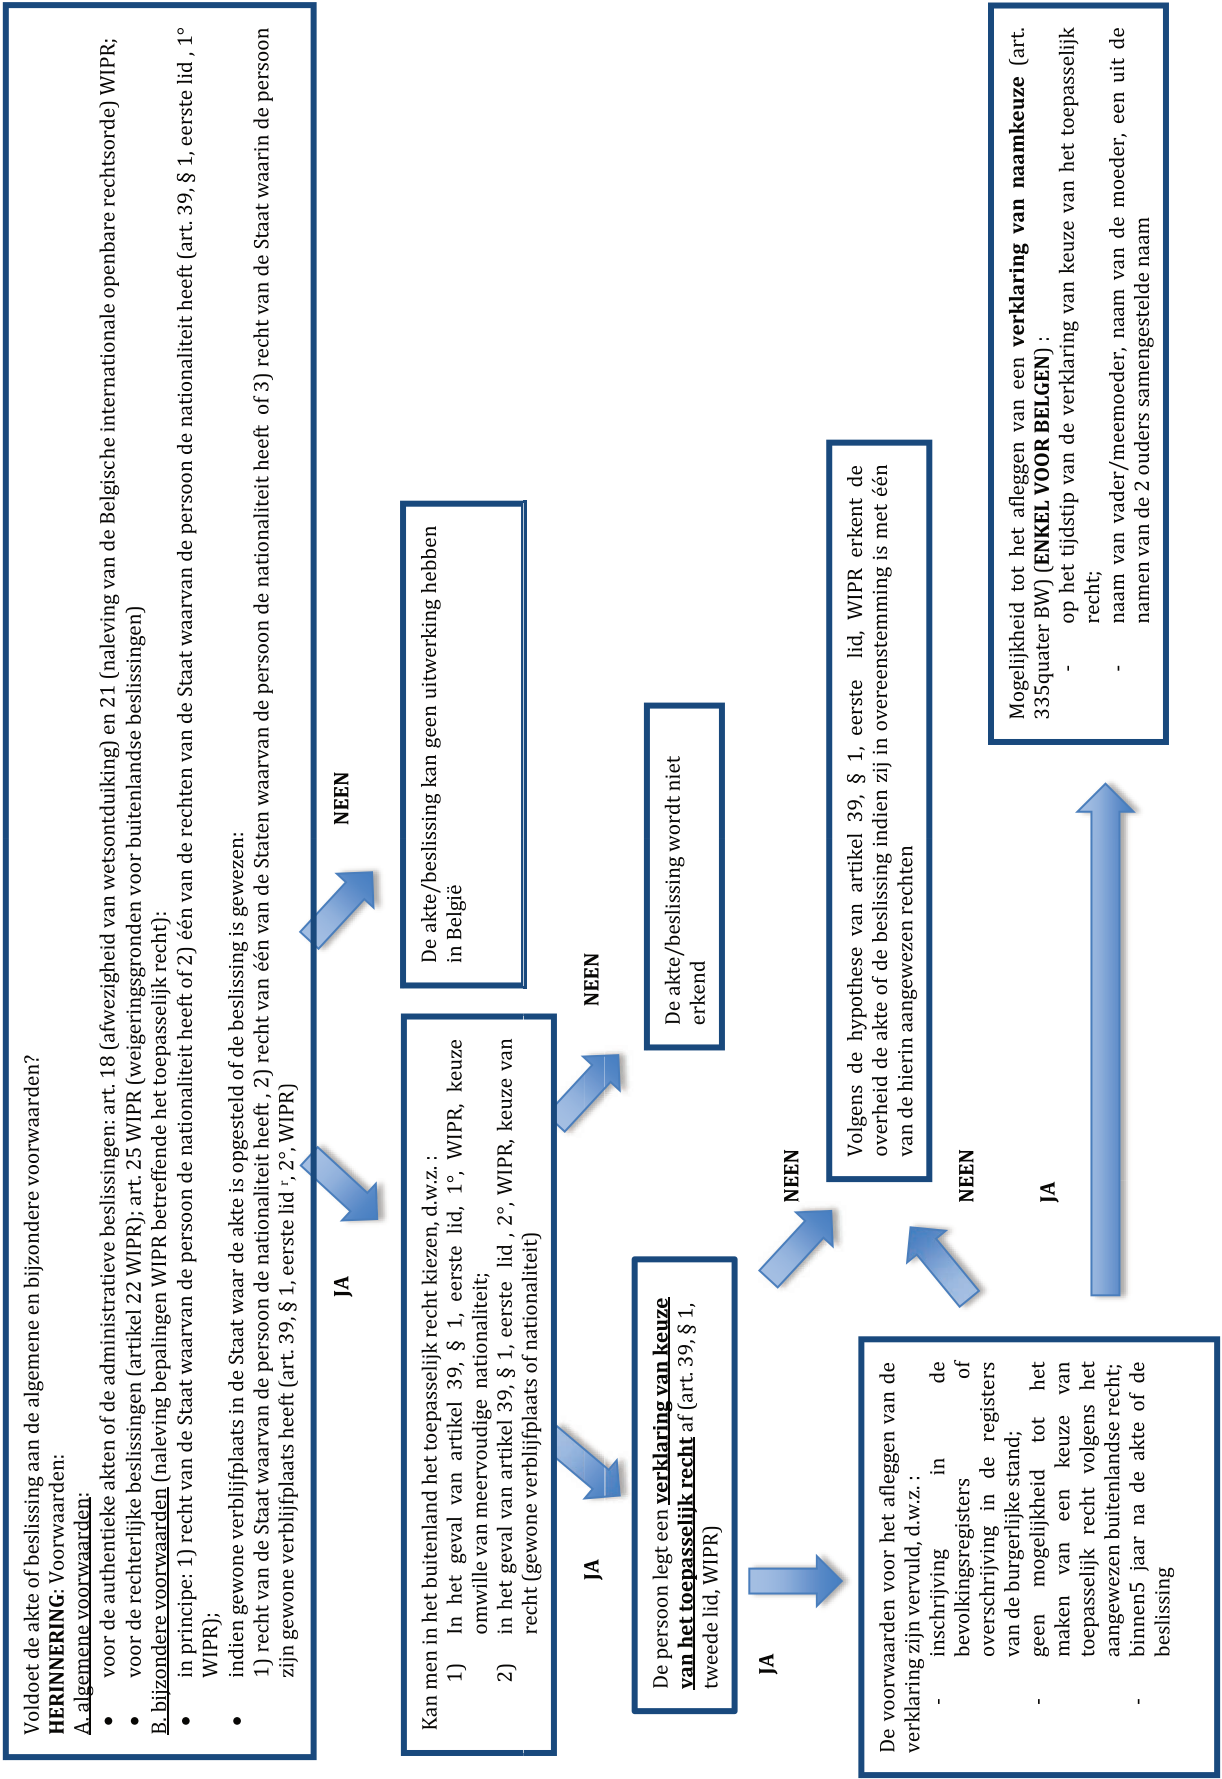 Voldoet de akte of beslissing aan de algemene en bijzondere voorwaarden?
HERINNERING: Voorwaarden:
A. algemene voorwaarden:
• voor de authentieke akten of de administratieve beslissingen: art. 18 (afwezigheid van wetsontduiking) en 21 (naleving van de Belgische internationale openbare rechtsorde) WIPR;
• voor de rechterlijke beslissingen (artikel 22 WIPR); art. 25 WIPR (weigeringsgronden voor buitenlandse beslissingen)
B. bijzondere voorwaarden (naleving bepalingen WIPR betreffende het toepasselijk recht):
• in principe: 1) recht van de Staat waarvan de persoon de nationaliteit heeft of 2) één van de rechten van de Staat waarvan de persoon de nationaliteit heeft (art. 39, § 1, eerste lid , 1°
WIPR);
• indien gewone verblijfplaats in de Staat waar de akte is opgesteld of de beslissing is gewezen:
1) recht van de Staat waarvan de persoon de nationaliteit heeft , 2) recht van één van de Staten waarvan de persoon de nationaliteit heeft of 3) recht van de Staat waarin de persoon
zijn gewone verblijfplaats heeft (art. 39, § 1, eerste lid ʳ, 2°, WIPR)
JA
NEEN
Kan men in het buitenland het toepasselijk recht kiezen, d.w.z. :
1) In het geval van artikel 39, § 1, eerste lid, 1°, WIPR, keuze
omwille van meervoudige nationaliteit;
2) in het geval van artikel 39, § 1, eerste lid , 2°, WIPR, keuze van
recht (gewone verblijfplaats of nationaliteit)
De akte/beslissing kan geen uitwerking hebben
in België
JA
NEEN
De persoon legt een verklaring van keuze
van het toepasselijk recht af (art. 39, § 1,
tweede lid, WIPR)
De akte/beslissing wordt niet
erkend
JA
NEEN
Volgens de hypothese van artikel 39, § 1, eerste lid, WIPR erkent de
overheid de akte of de beslissing indien zij in overeenstemming is met één
van de hierin aangewezen rechten
De voorwaarden voor het afleggen van de
verklaring zijn vervuld, d.w.z. :
- inschrijving in de
bevolkingsregisters of
overschrijving in de registers
van de burgerlijke stand;
- geen mogelijkheid tot het
maken van een keuze van
toepasselijk recht volgens het
aangewezen buitenlandse recht;
- binnen5 jaar na de akte of de
beslissing
NEEN
JA
Mogelijkheid tot het afleggen van een verklaring van naamkeuze (art.
335quater BW) (ENKEL VOOR BELGEN) :
- op het tijdstip van de verklaring van keuze van het toepasselijk
recht;
- naam van vader/meemoeder, naam van de moeder, een uit de
namen van de 2 ouders samengestelde naam